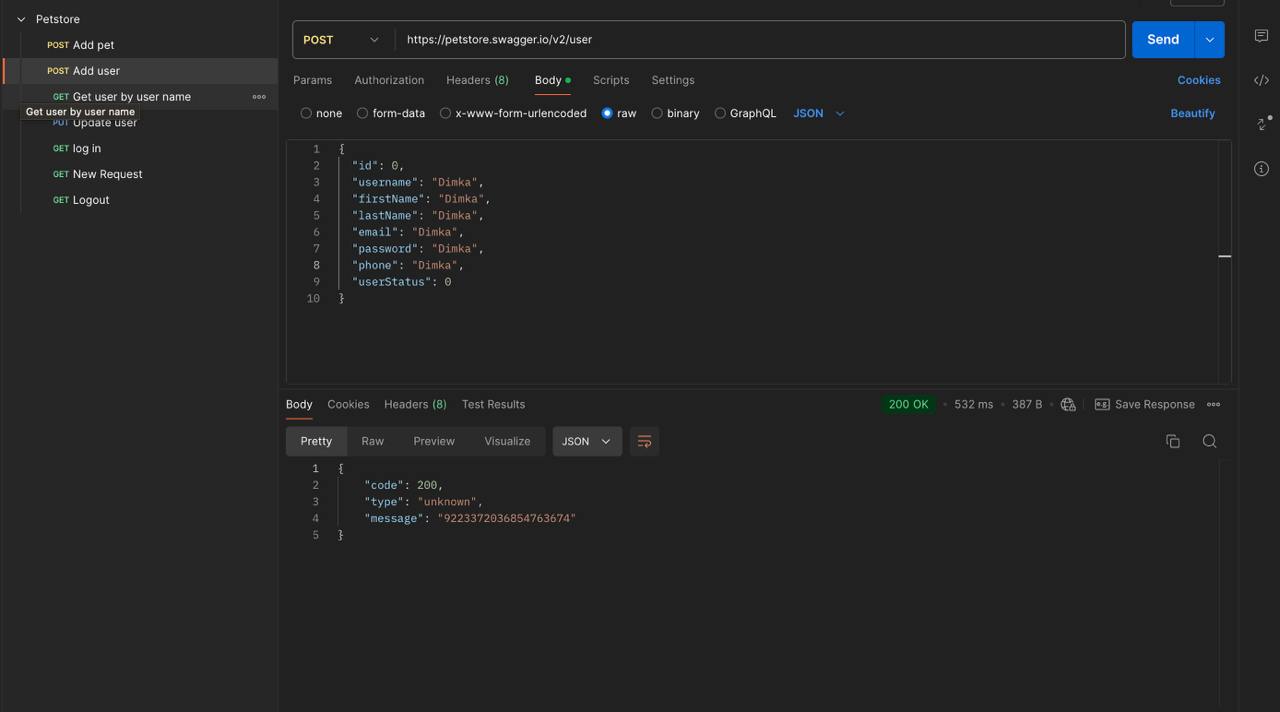 Petstore
POST Add pet
POST Add user
GET Get user by user name
Get user by user name
PUT Update user
GET log in
GET New Request
GET Logout
POST https://petstore.swagger.io/v2/user Send
Params Authorization Headers (8) Body Scripts Settings Cookies
none form-data x-www-form-urlencoded raw binary GraphQL JSON Beautify
1 {
2 "id": 0,
3 "username": "Dimka",
4 "firstName": "Dimka",
5 "lastName": "Dimka",
6 "email": "Dimka",
7 "password": "Dimka",
8 "phone": "Dimka",
9 "userStatus": 0
10 }
Body Cookies Headers (8) Test Results 200 OK 532 ms 387 B e.g. Save Response
Pretty Raw Preview Visualize JSON
1 {
2 "code": 200,
3 "type": "unknown",
4 "message": "9223372036854763674"
5 }